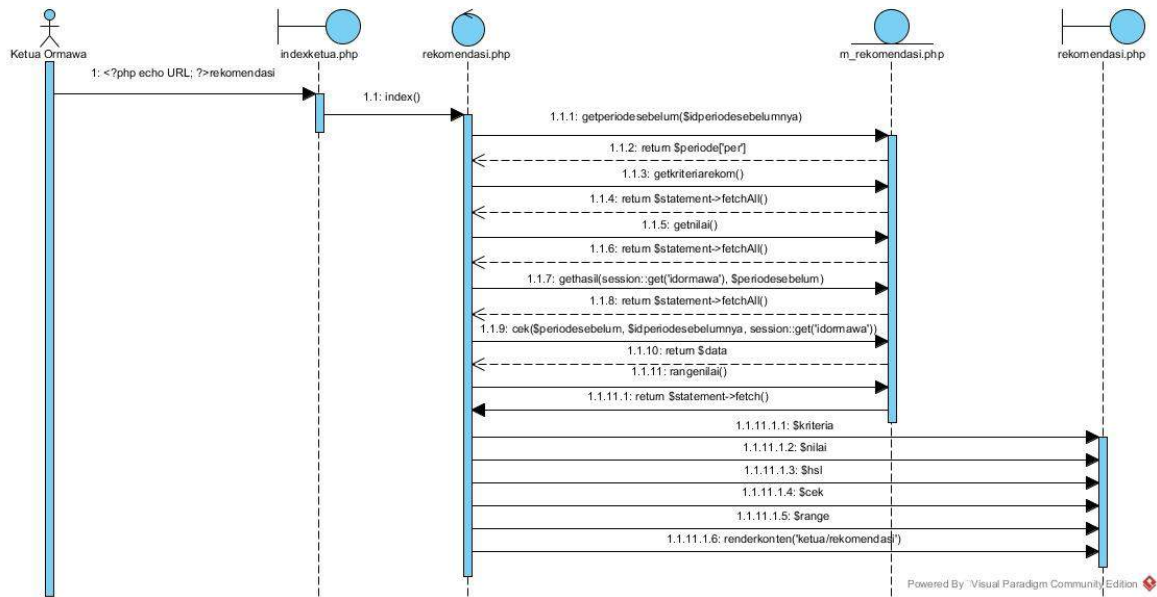 Ketua Ormawa
indexketua.php
rekomendasi.php
m_rekomendasi.php
rekomendasi.php
1: <?php echo URL; ?>rekomendasi
1.1: index()
1.1.1: getperiodesebelum($idperiodesebelumnya)
1.1.2: return $periode['per']
1.1.3: getkriteriarekom()
1.1.4: return $statement->fetchAll()
1.1.5: getnilai()
1.1.6: return $statement->fetchAll()
1.1.7: gethasil(session::get('idormawa'), $periodesebelum)
1.1.8: return $statement->fetchAll()
1.1.9: cek($periodesebelum, $idperiodesebelumnya, session::get('idormawa'))
1.1.10: return $data
1.1.11: rangenilai()
1.1.11.1: return $statement->fetch()
1.1.11.1.1: $kriteria
1.1.11.1.2: $nilai
1.1.11.1.3: $hsl
1.1.11.1.4: $cek
1.1.11.1.5: $range
1.1.11.1.6: renderkonten('ketua/rekomendasi')
Powered By Visual Paradigm Community Edition